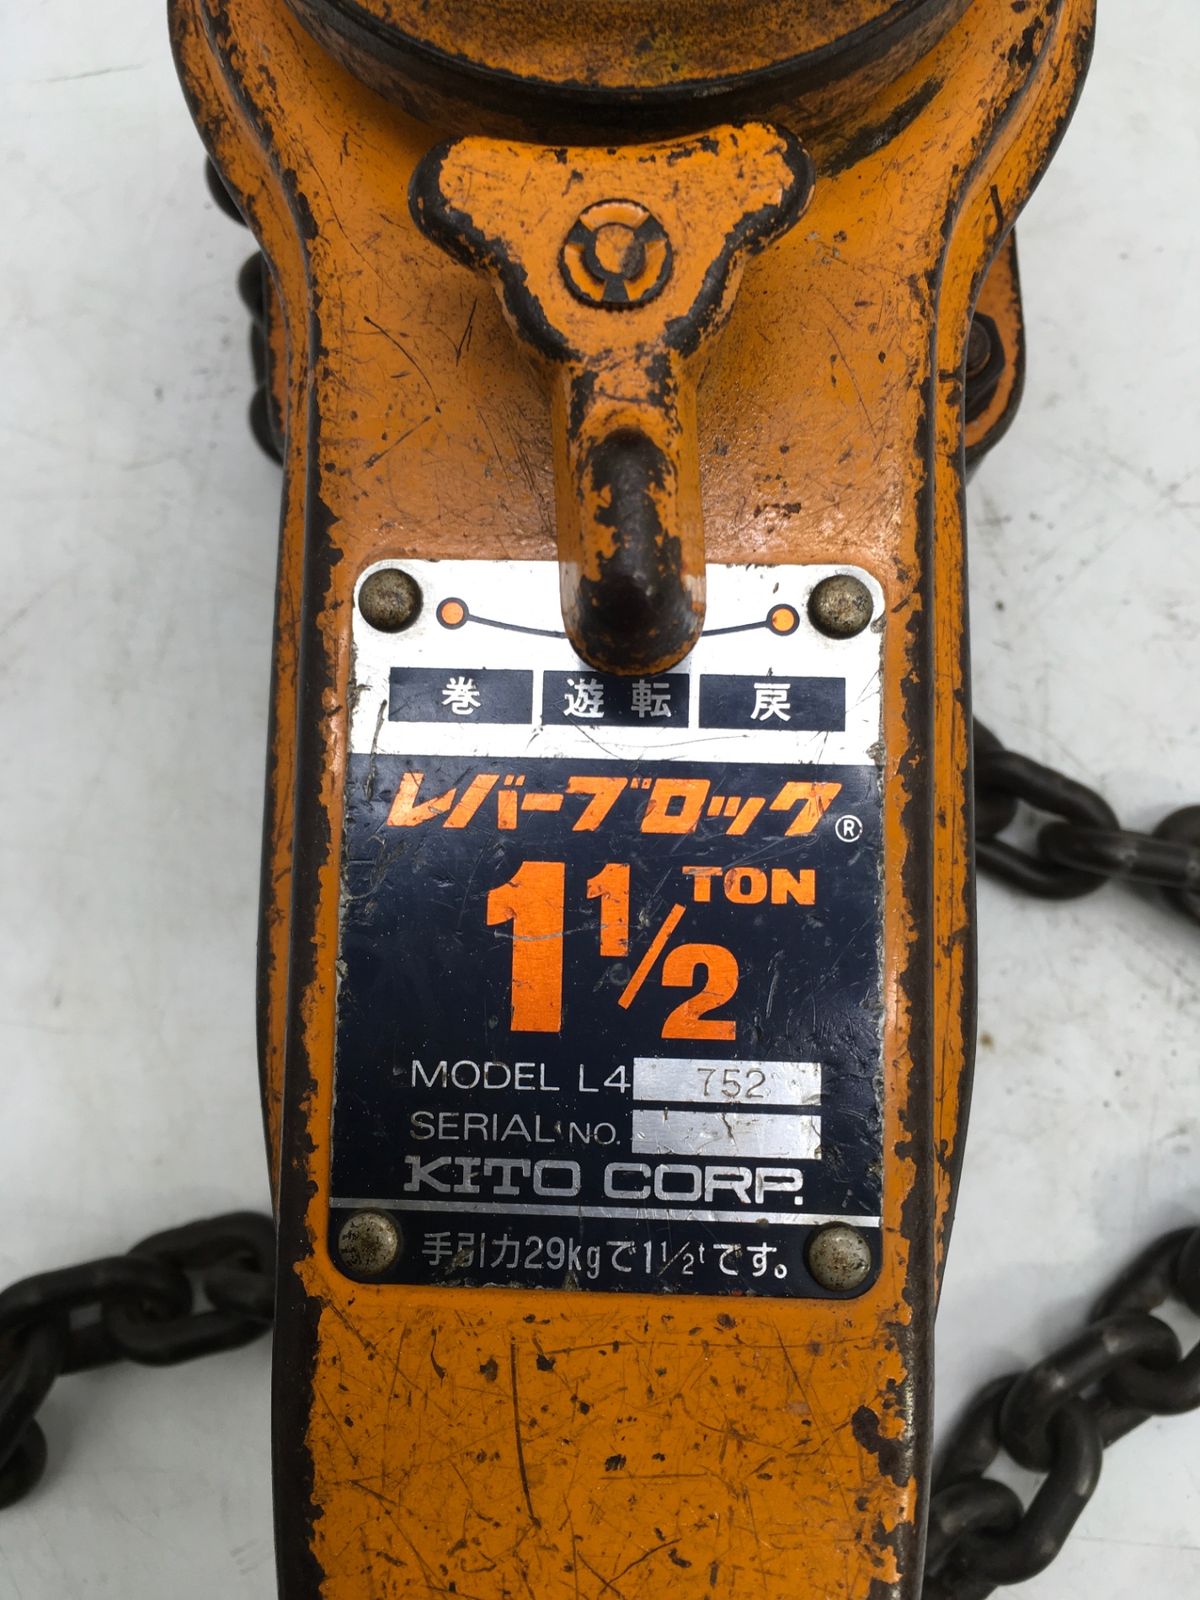 巻 遊転 戻
レバーブロック®
1 1/2 TON
MODEL L4 752
SERIAL NO.
KITO CORP.
手引力29kgで1 1/2tです。